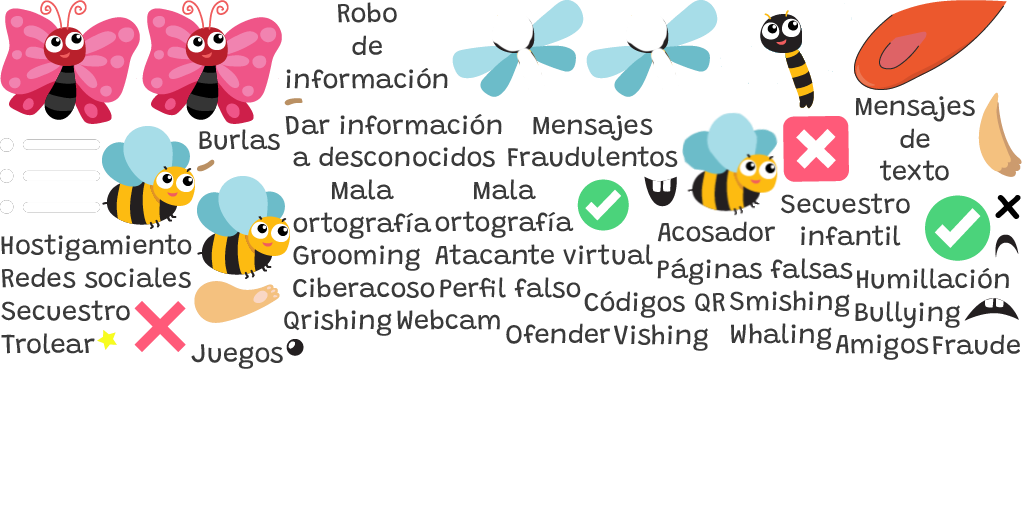 Robo
de
información
Burlas
Dar información
a desconocidos
Mensajes
Fraudulentos
Mensajes
de
texto
Mala
ortografía
Mala
ortografía
Acosador
Secuestro
infantil
Hostigamiento
Redes sociales
Secuestro
Trolear
Juegos
Grooming
Atacante virtual
Ciberacoso
Perfil falso
Qrishing
Webcam
Ofender
Códigos QR
Páginas falsas
Smishing
Vishing
Whaling
Humillación
Bullying
Amigos
Fraude